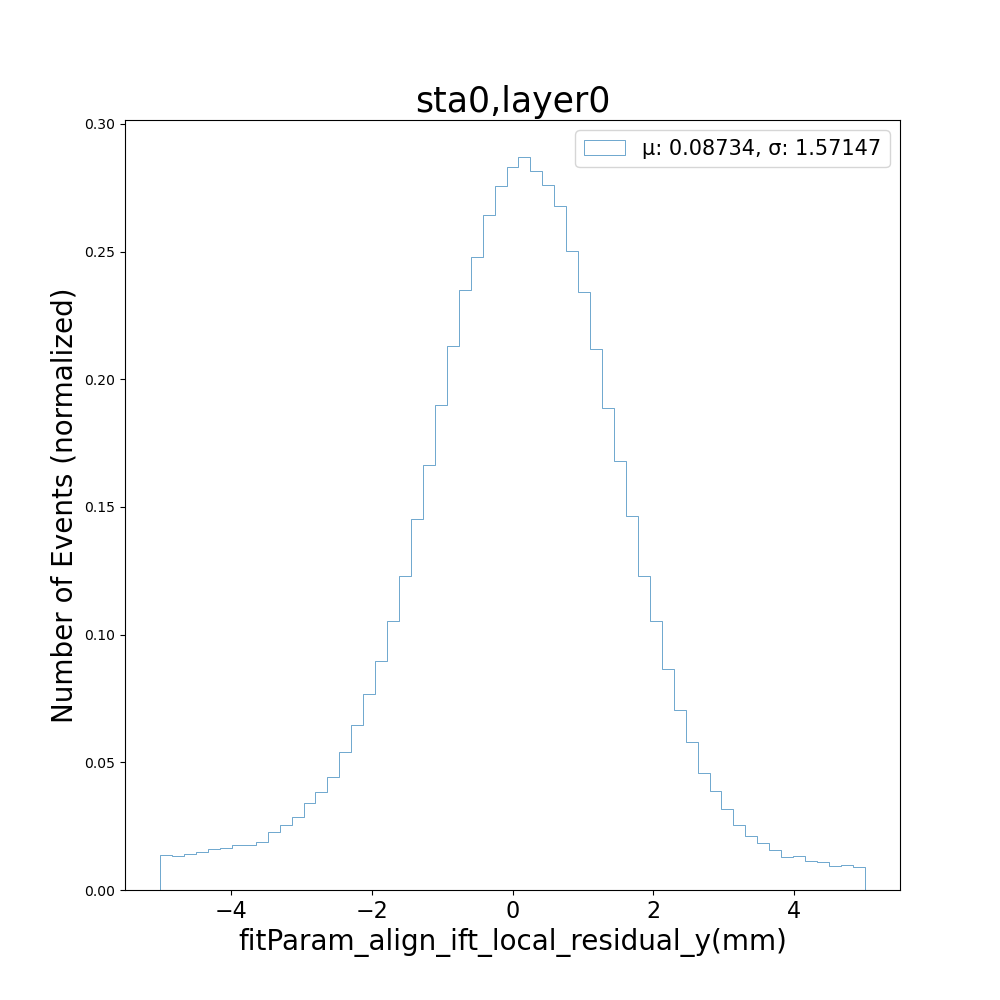 sta0,layer0
μ: 0.08734, σ: 1.57147
Number of Events (normalized)
0.30
0.25
0.20
0.15
0.10
0.05
0.00
−4 −2 0 2 4
fitParam_align_ift_local_residual_y(mm)